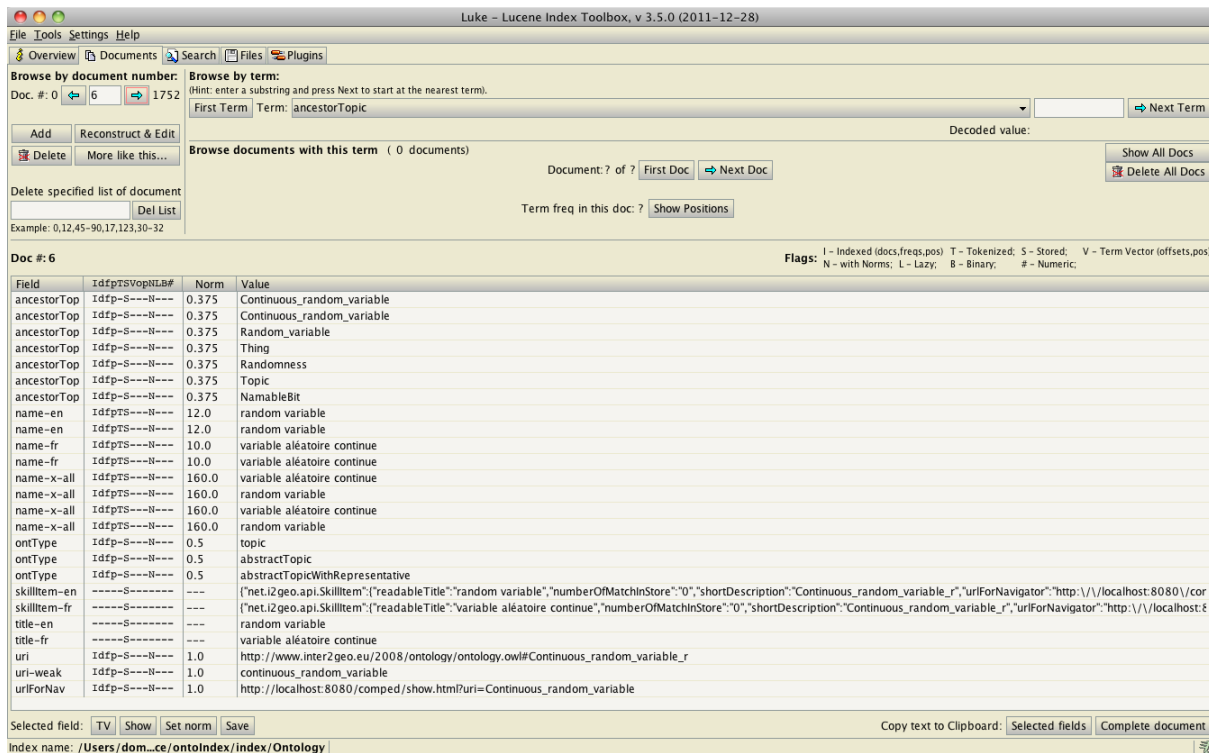 Luke – Lucene Index Toolbox, v 3.5.0 (2011-12-28)
File Tools Settings Help
Overview Documents Search Files Plugins
Browse by document number: Browse by term:
(Hint: enter a substring and press Next to start at the nearest term).
Doc. #: 0 6 1752
First Term Term: ancestorTopic Next Term
Decoded value:
Add Reconstruct & Edit
Delete More like this...
Browse documents with this term ( 0 documents)
Show All Docs
Document: ? of ? First Doc Next Doc
Delete All Docs
Delete specified list of document
Del List
Term freq in this doc: ? Show Positions
Example: 0,12,45-90,17,123,30-32
Doc #: 6
Flags: I - Indexed (docs,freqs,pos) T - Tokenized; S - Stored; V - Term Vector (offsets,pos)
N - with Norms; L - Lazy; B - Binary; # - Numeric;
Field IdfpTSVopNLB# Norm Value
ancestorTop Idfp-S---N--- 0.375 Continuous_random_variable
ancestorTop Idfp-S---N--- 0.375 Continuous_random_variable
ancestorTop Idfp-S---N--- 0.375 Random_variable
ancestorTop Idfp-S---N--- 0.375 Thing
ancestorTop Idfp-S---N--- 0.375 Randomness
ancestorTop Idfp-S---N--- 0.375 Topic
ancestorTop Idfp-S---N--- 0.375 NamableBit
name-en IdfpTS---N--- 12.0 random variable
name-en IdfpTS---N--- 12.0 random variable
name-fr IdfpTS---N--- 10.0 variable aléatoire continue
name-fr IdfpTS---N--- 10.0 variable aléatoire continue
name-x-all IdfpTS---N--- 160.0 variable aléatoire continue
name-x-all IdfpTS---N--- 160.0 random variable
name-x-all IdfpTS---N--- 160.0 variable aléatoire continue
name-x-all IdfpTS---N--- 160.0 random variable
ontType Idfp-S---N--- 0.5 topic
ontType Idfp-S---N--- 0.5 abstractTopic
ontType Idfp-S---N--- 0.5 abstractTopicWithRepresentative
skillItem-en -----S------- --- {"net.i2geo.api.SkillItem":{"readableTitle":"random variable","numberOfMatchInStore":"0","shortDescription":"Continuous_random_variable_r","urlForNavigator":"http:\/\/localhost:8080\/cor
skillItem-fr -----S------- --- {"net.i2geo.api.SkillItem":{"readableTitle":"variable aléatoire continue","numberOfMatchInStore":"0","shortDescription":"Continuous_random_variable_r","urlForNavigator":"http:\/\/localhost:8
title-en -----S------- --- random variable
title-fr -----S------- --- variable aléatoire continue
uri Idfp-S---N--- 1.0 http://www.inter2geo.eu/2008/ontology/ontology.owl#Continuous_random_variable_r
uri-weak Idfp-S---N--- 1.0 continuous_random_variable
urlForNav Idfp-S---N--- 1.0 http://localhost:8080/comped/show.html?uri=Continuous_random_variable
Selected field: TV Show Set norm Save Copy text to Clipboard: Selected fields Complete document
Index name: /Users/dom...ce/ontoIndex/index/Ontology